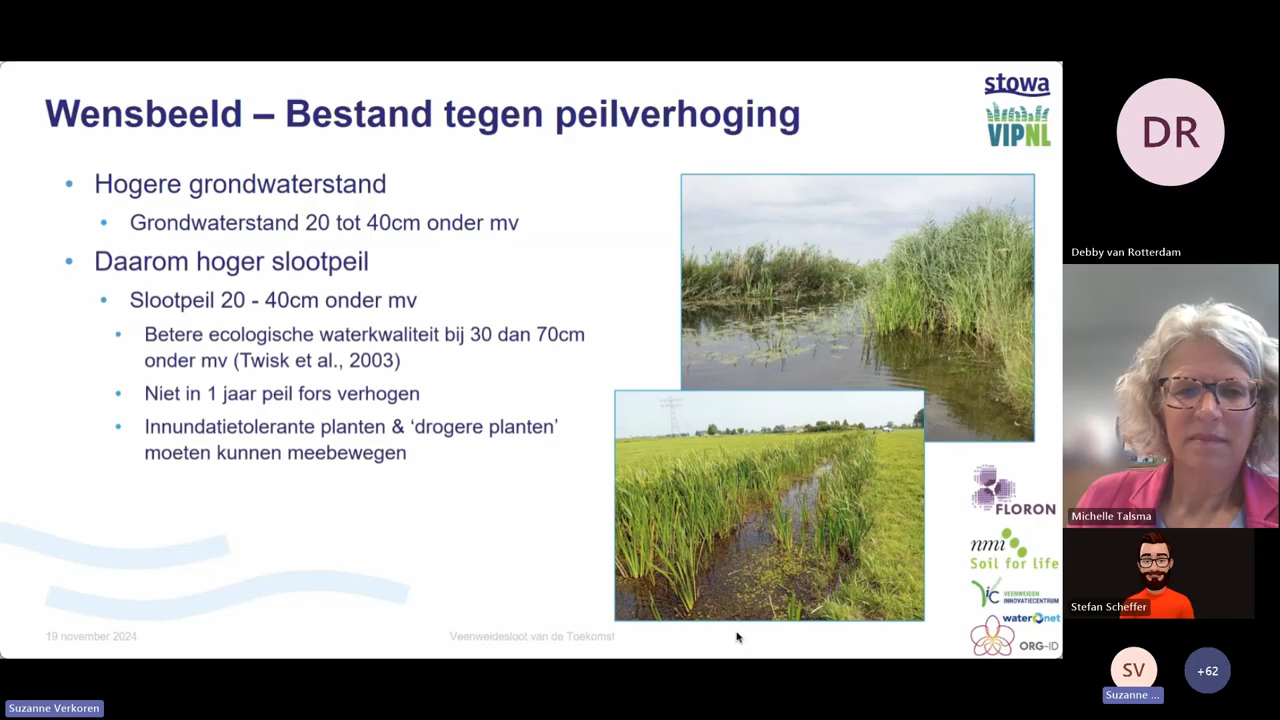 Wensbeeld – Bestand tegen peilverhoging
stowa
VIPNL
• Hogere grondwaterstand
• Grondwaterstand 20 tot 40cm onder mv
• Daarom hoger slootpeil
• Slootpeil 20 - 40cm onder mv
• Betere ecologische waterkwaliteit bij 30 dan 70cm
onder mv (Twisk et al., 2003)
• Niet in 1 jaar peil fors verhogen
• Innundatietolerante planten & ‘drogere planten’
moeten kunnen meebewegen
FLORON
nmi
Soil for life
VIC VEENWEIDEN
INNOVATIECENTRUM
waternet
ORG-ID
19 november 2024
Veenweidesloot van de Toekomst
DR
Debby van Rotterdam
Michelle Talsma
Stefan Scheffer
SV
+62
Suzanne ...
Suzanne Verkoren